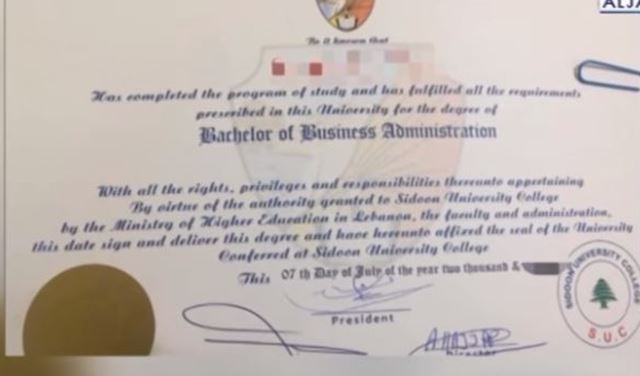 ALJA
Be it known that
Has completed the program of study and has fulfilled all the requirements
prescribed in this University for the degree of
Bachelor of Business Administration
With all the rights, privileges and responsibilities thereunto appertaining
By virtue of the authority granted to Sidoon University College
by the Ministry of Higher Education in Lebanon, the faculty and administration,
this date sign and deliver this degree and have hereunto affixed the seal of the University
Conferred at Sidoon University College
This 07 th Day of July of the year two thousand &
President
Director
SIDOON UNIVERSITY COLLEGE
S.U.C